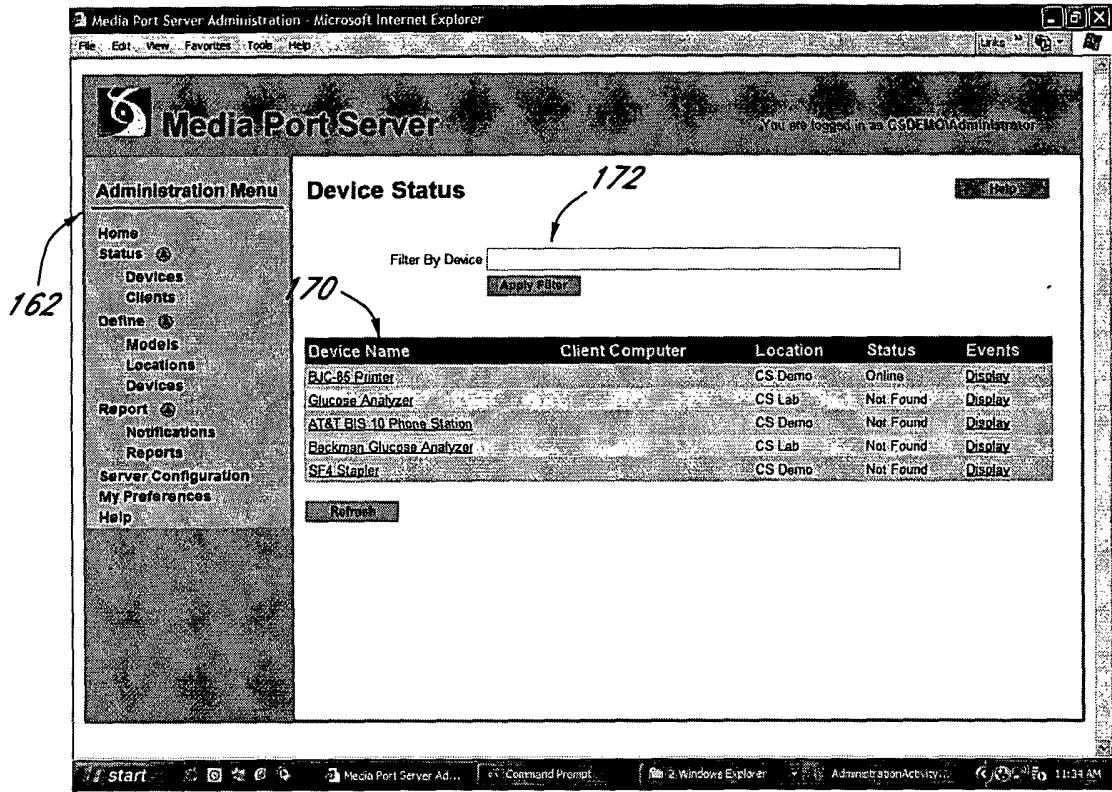 Media Port Server Administration - Microsoft Internet Explorer
File Edit View Favorites Tools Help
Links »
Media Port Server
You are logged in as CSDEMO\Administrator
Administration Menu
Home
Status
Devices
Clients
Define
Models
Locations
Devices
Report
Notifications
Reports
Server Configuration
My Preferences
Help
162
Device Status
172
Help
Filter By Device
Apply Filter
170
Device Name Client Computer Location Status Events
BJC-85 Printer CS Demo Online Display
Glucose Analyzer CS Lab Not Found Display
AT&T BIS 10 Phone Station CS Lab Not Found Display
Beckman Glucose Analyzer CS Lab Not Found Display
SF4 Stapler CS Demo Not Found Display
Refresh
start Media Port Server Ad... Command Prompt 2 Windows Explorer AdministrationActivity... 11:34 AM